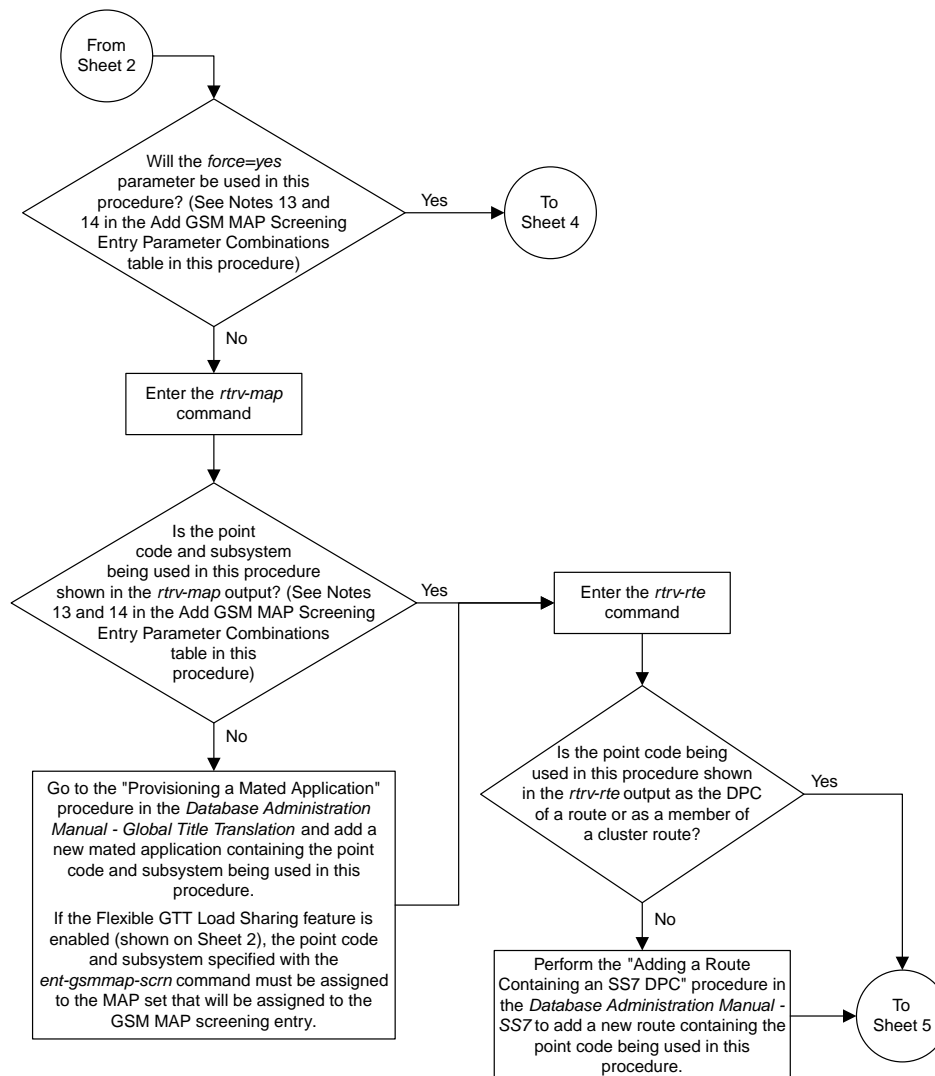 From
Sheet 2
Will the force=yes
parameter be used in this
procedure? (See Notes 13 and
14 in the Add GSM MAP Screening
Entry Parameter Combinations
table in this procedure)
Yes
To
Sheet 4
No
Enter the rtrv-map
command
Is the point
code and subsystem
being used in this procedure
shown in the rtrv-map output? (See Notes
13 and 14 in the Add GSM MAP Screening
Entry Parameter Combinations
table in this
procedure)
Yes
Enter the rtrv-rte
command
No
Go to the "Provisioning a Mated Application"
procedure in the Database Administration
Manual - Global Title Translation and add a
new mated application containing the point
code and subsystem being used in this
procedure.
If the Flexible GTT Load Sharing feature is
enabled (shown on Sheet 2), the point code
and subsystem specified with the
ent-gsmmap-scrn command must be assigned
to the MAP set that will be assigned to the
GSM MAP screening entry.
Is the point code being
used in this procedure shown
in the rtrv-rte output as the DPC
of a route or as a member of
a cluster route?
Yes
No
Perform the "Adding a Route
Containing an SS7 DPC" procedure in
the Database Administration Manual -
SS7 to add a new route containing the
point code being used in this
procedure.
To
Sheet 5